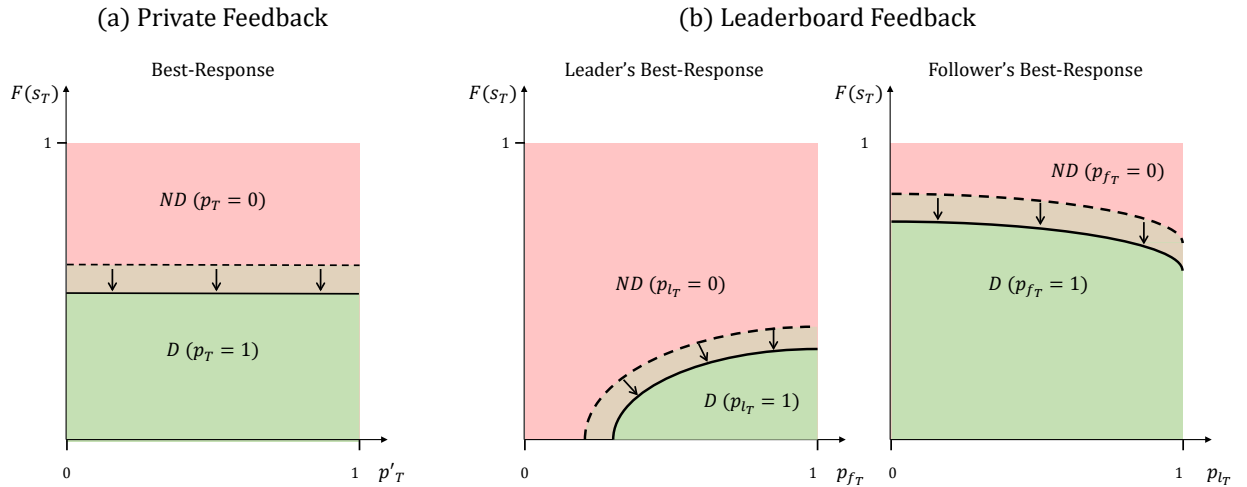 (a) Private Feedback
(b) Leaderboard Feedback
Best-Response
F(s_T)
1
ND (p_T = 0)
D (p_T = 1)
0
1
p'_T
Leader's Best-Response
F(s_T)
1
ND (p_{l_T} = 0)
D (p_{l_T} = 1)
0
1
p_{f_T}
Follower's Best-Response
F(s_T)
1
ND (p_{f_T} = 0)
D (p_{f_T} = 1)
0
1
p_{l_T}